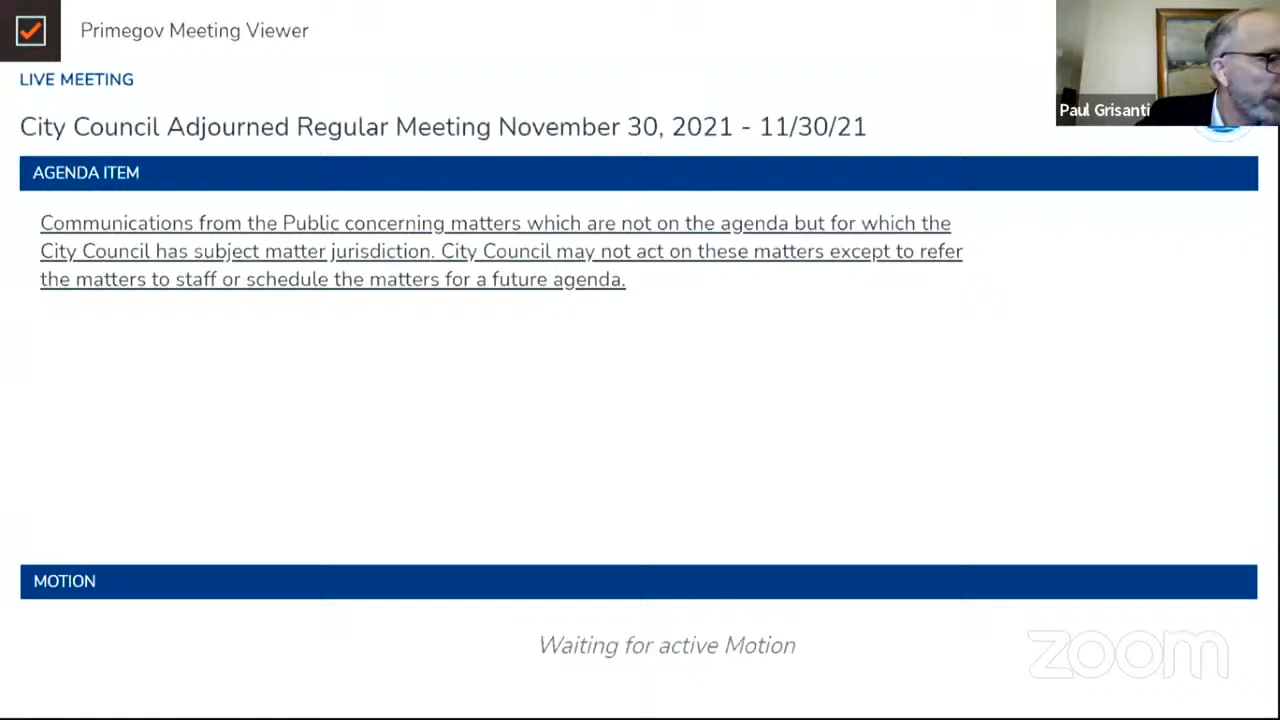 Primegov Meeting Viewer
LIVE MEETING
Paul Grisanti
City Council Adjourned Regular Meeting November 30, 2021 - 11/30/21
AGENDA ITEM
Communications from the Public concerning matters which are not on the agenda but for which the
City Council has subject matter jurisdiction. City Council may not act on these matters except to refer
the matters to staff or schedule the matters for a future agenda.
MOTION
Waiting for active Motion
zoom